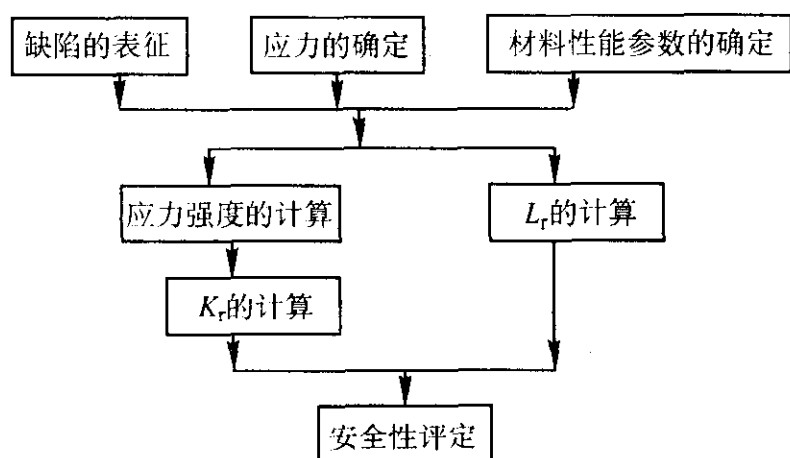 缺陷的表征
应力的确定
材料性能参数的确定
应力强度的计算
Lr的计算
Kr的计算
安全性评定